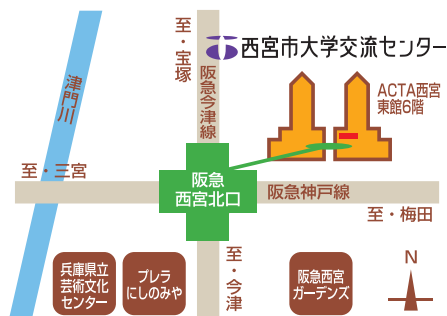 至・宝塚
西宮市大学交流センター
津門川
阪急今津線
ACTA西宮
東館6階
至・三宮
阪急
西宮北口
阪急神戸線
至・梅田
兵庫県立
芸術文化
センター
プレラ
にしのみや
至・今津
阪急西宮
ガーデンズ
N